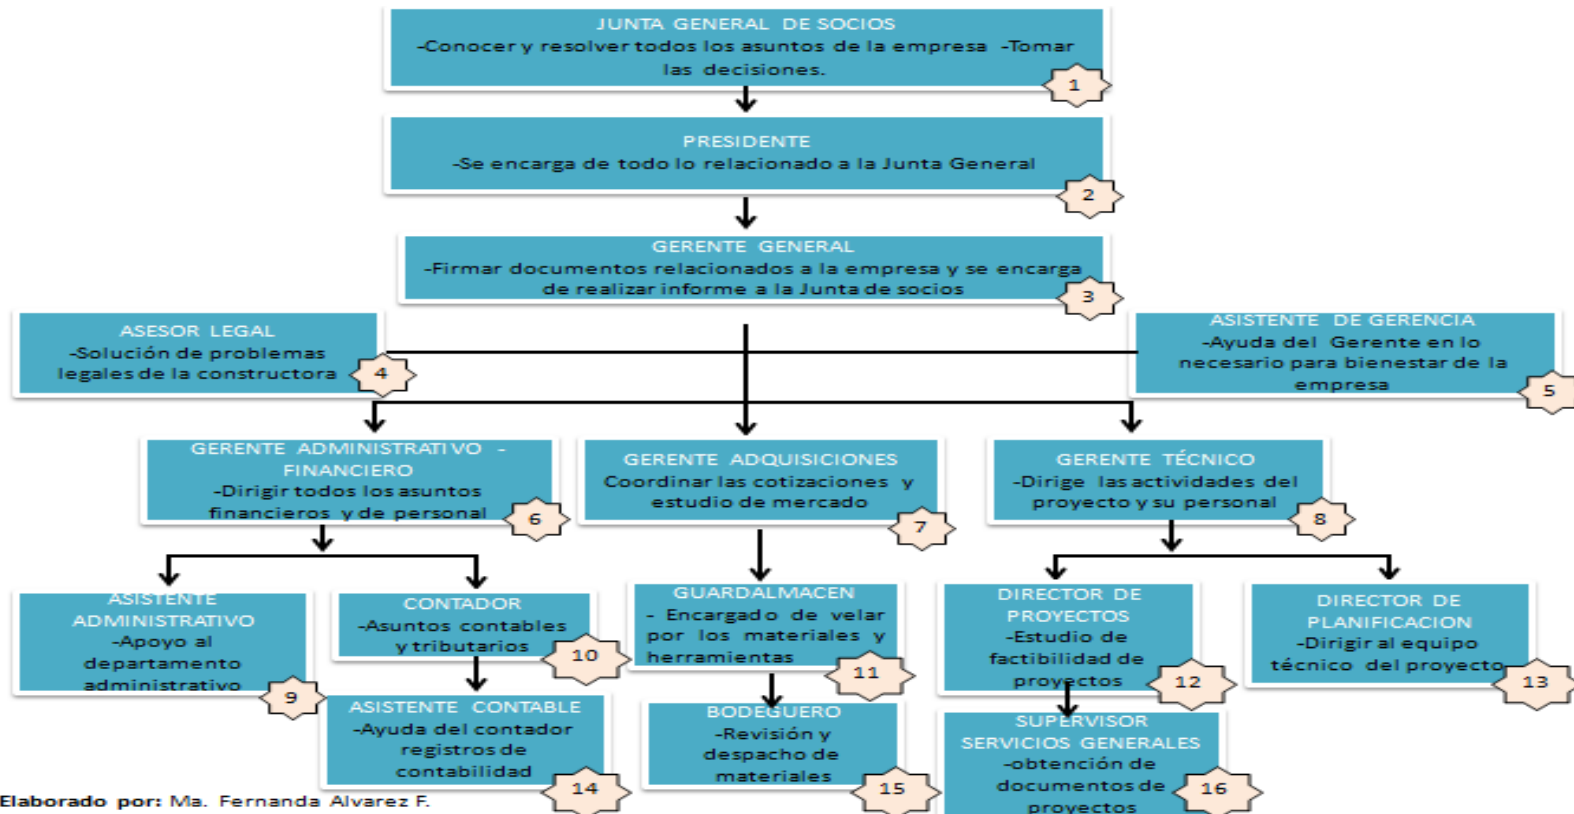 JUNTA GENERAL DE SOCIOS
-Conocer y resolver todos los asuntos de la empresa -Tomar
las decisiones.
1
PRESIDENTE
-Se encarga de todo lo relacionado a la Junta General
2
GERENTE GENERAL
-Firmar documentos relacionados a la empresa y se encarga
de realizar informe a la Junta de socios
3
ASESOR LEGAL
-Solución de problemas
legales de la constructora
4
ASISTENTE DE GERENCIA
-Ayuda del Gerente en lo
necesario para bienestar de la
empresa
5
GERENTE ADMINISTRATIVO -
FINANCIERO
-Dirigir todos los asuntos
financieros y de personal
6
GERENTE ADQUISICIONES
Coordinar las cotizaciones y
estudio de mercado
7
GERENTE TÉCNICO
-Dirige las actividades del
proyecto y su personal
8
ASISTENTE
ADMINISTRATIVO
-Apoyo al
departamento
administrativo
9
CONTADOR
-Asuntos contables
y tributarios
10
GUARDALMACEN
- Encargado de velar
por los materiales y
herramientas
11
DIRECTOR DE
PROYECTOS
-Estudio de
factibilidad de
proyectos
12
DIRECTOR DE
PLANIFICACION
-Dirigir al equipo
técnico del proyecto
13
ASISTENTE CONTABLE
-Ayuda del contador
registros de
contabilidad
14
BODEGUERO
-Revisión y
despacho de
materiales
15
SUPERVISOR
SERVICIOS GENERALES
-obtención de
documentos de
proyectos
16
Elaborado por: Ma. Fernanda Alvarez F.